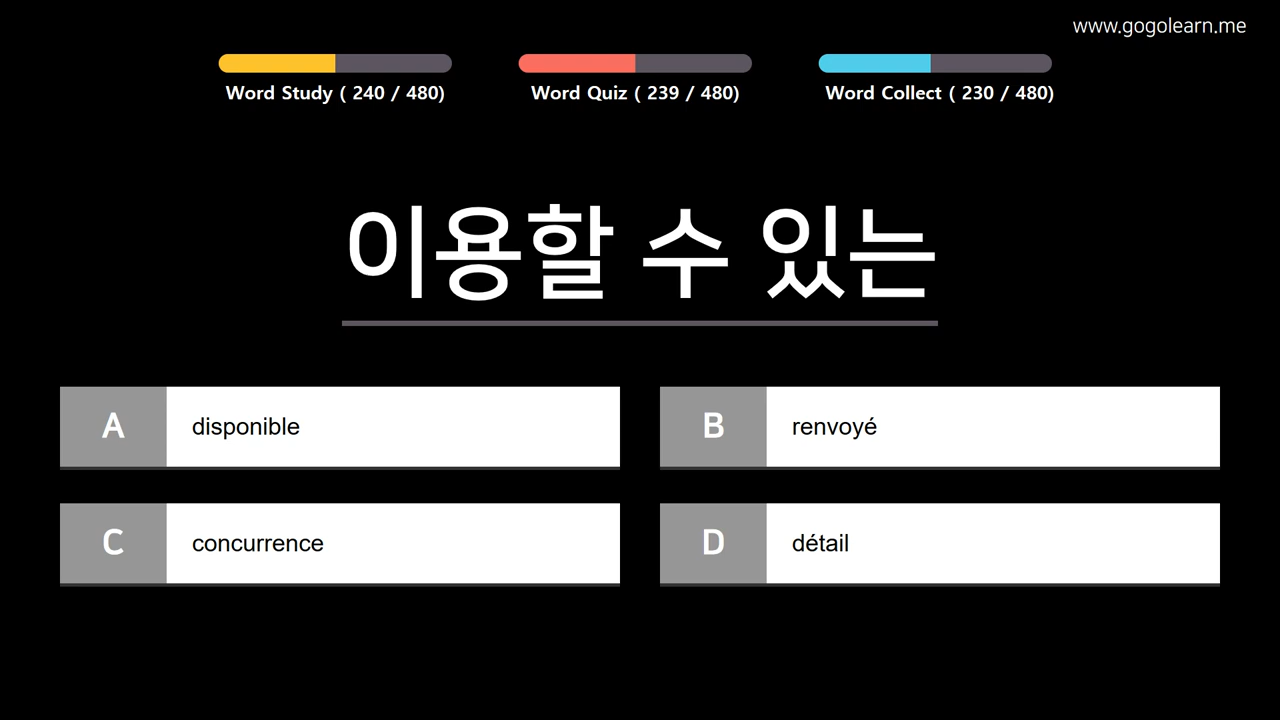 www.gogolearn.me
Word Study ( 240 / 480)
Word Quiz ( 239 / 480)
Word Collect ( 230 / 480)
이용할 수 있는
A disponible
B renvoyé
C concurrence
D détail